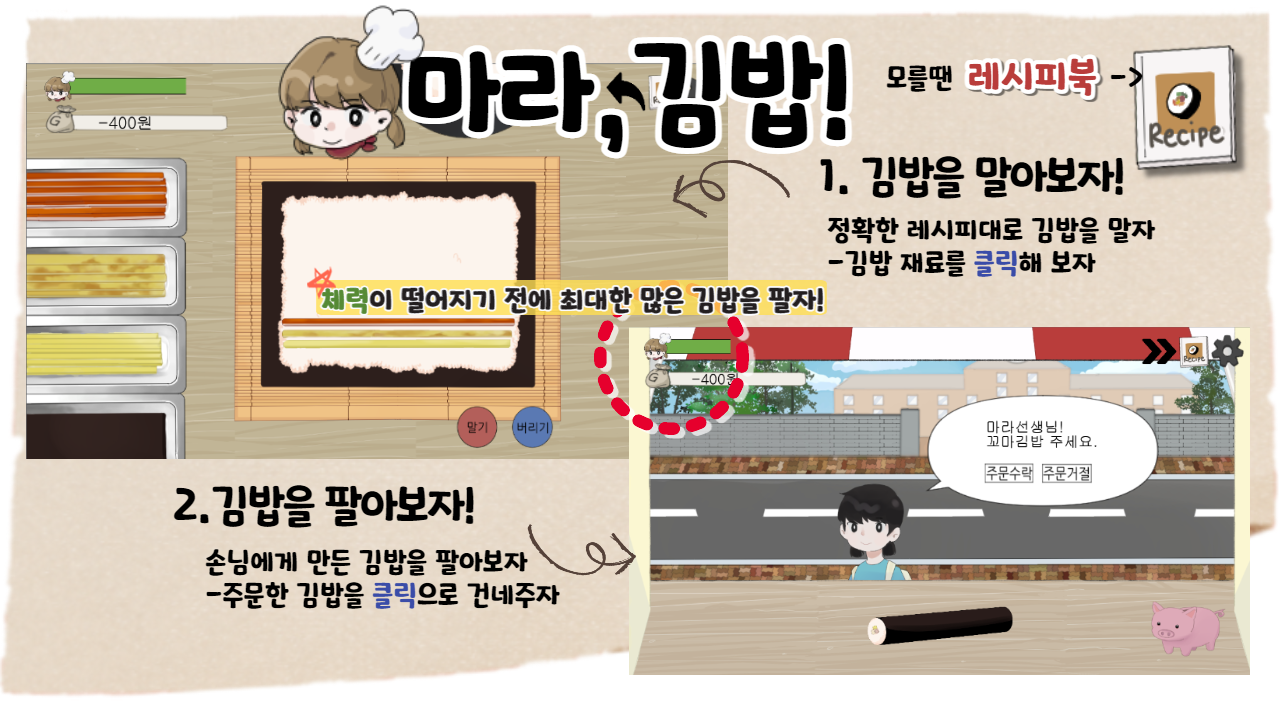 마라, 김밥!
모를땐 레시피북 ->
Recipe
-400원
1. 김밥을 말아보자!
정확한 레시피대로 김밥을 말자
-김밥 재료를 클릭해 보자
체력이 떨어지기 전에 최대한 많은 김밥을 팔자!
말기 버리기
-400원
마라선생님!
꼬마김밥 주세요.
주문수락 주문거절
2. 김밥을 팔아보자!
손님에게 만든 김밥을 팔아보자
-주문한 김밥을 클릭으로 건네주자